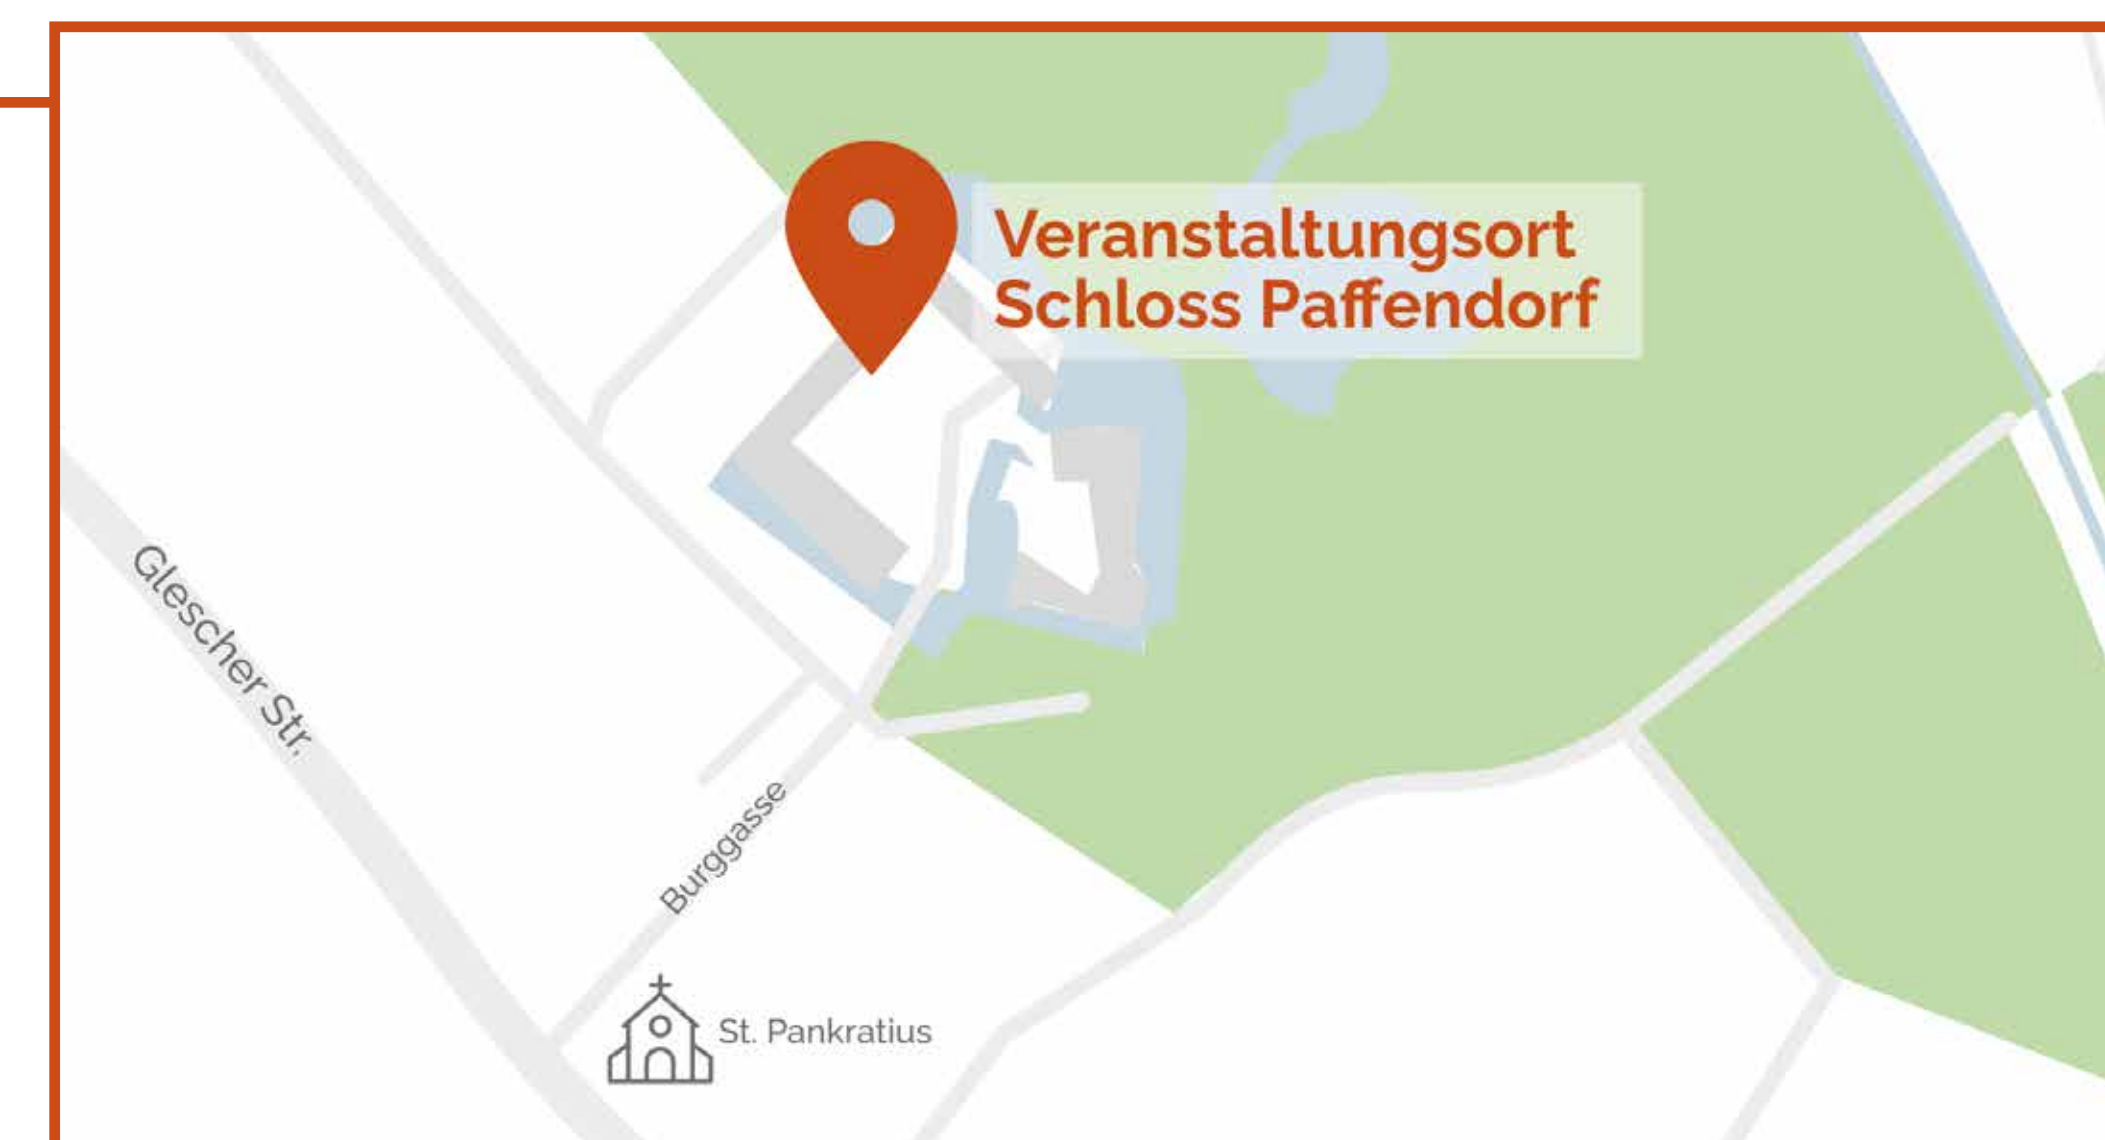 Veranstaltungsort
Schloss Paffendorf
Glescher Str.
Burggasse
St. Pankratius